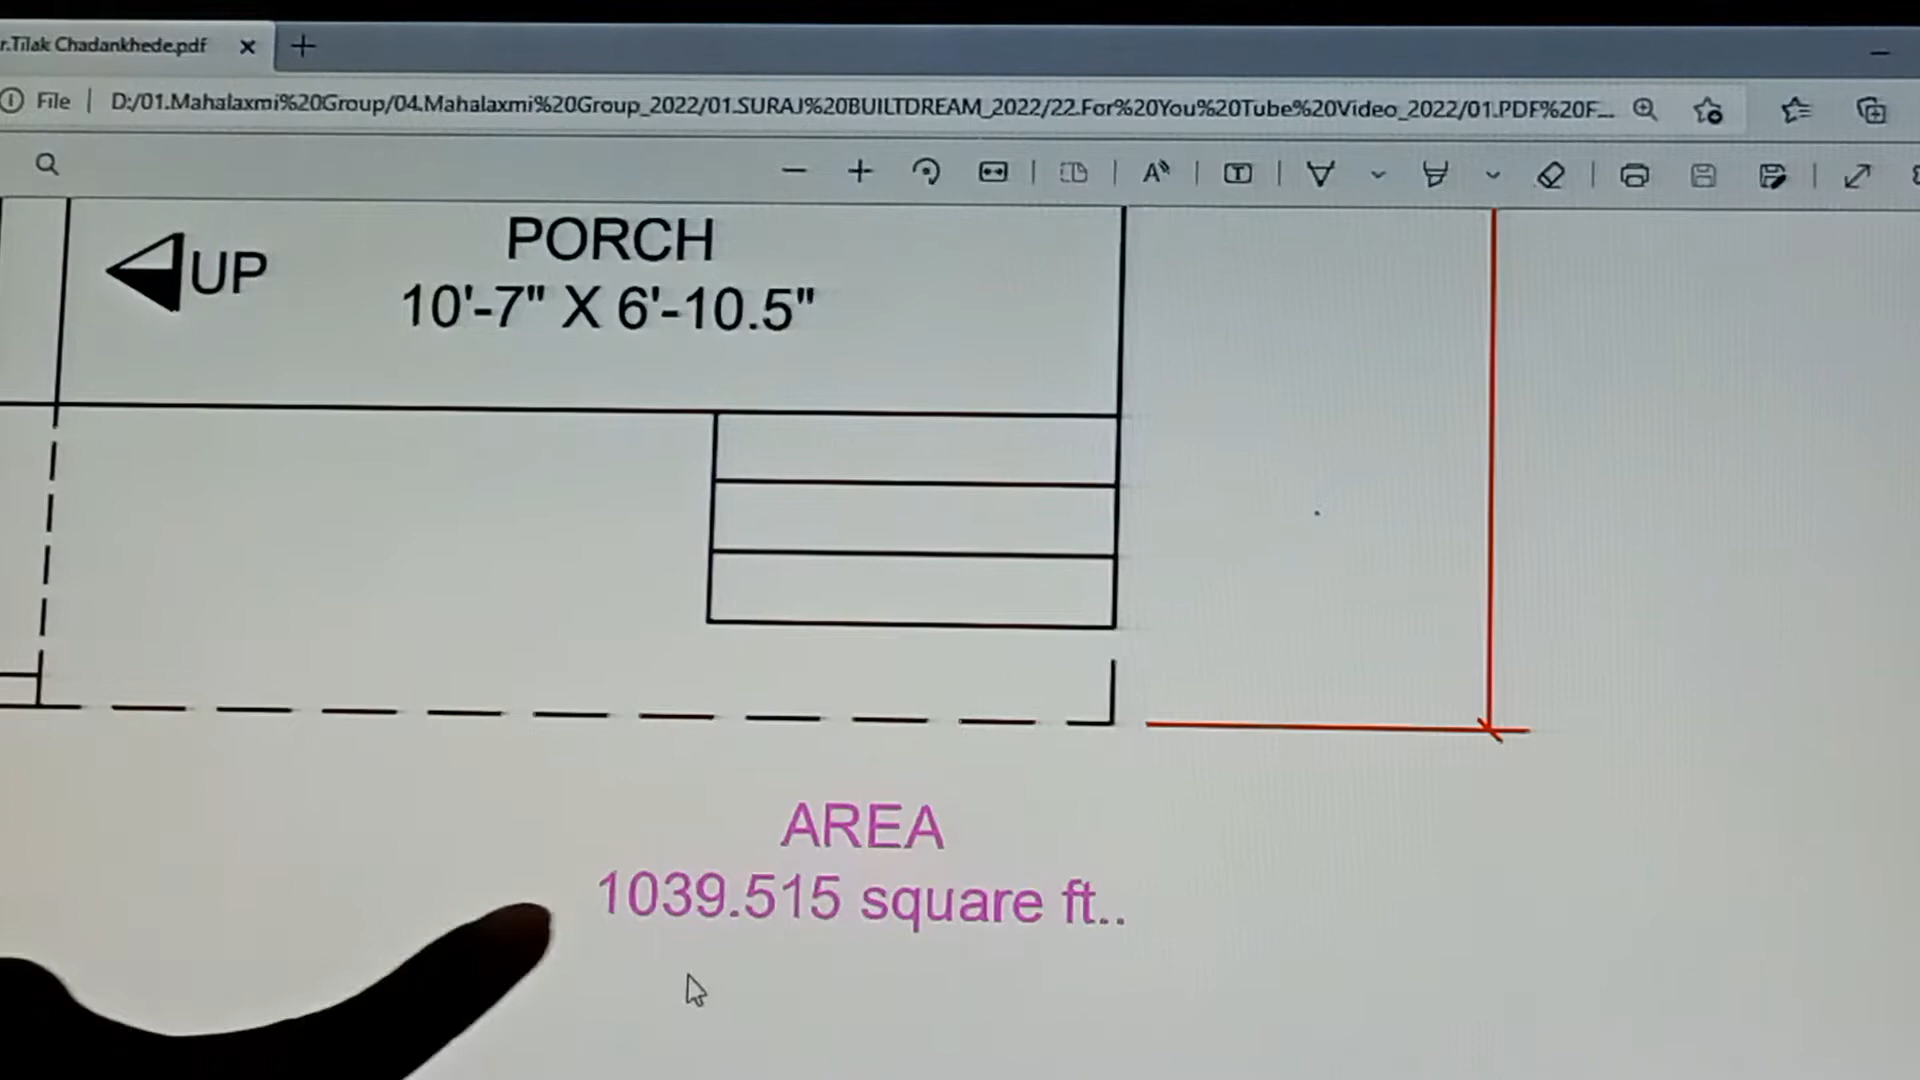 r.Tilak Chadankhede.pdf
File | D:/01.Mahalaxmi%20Group/04.Mahalaxmi%20Group_2022/01.SURAJ%20BUILTDREAM_2022/22.For%20You%20Tube%20Video_2022/01.PDF%20F...
UP
PORCH
10'-7" X 6'-10.5"
AREA
1039.515 square ft..